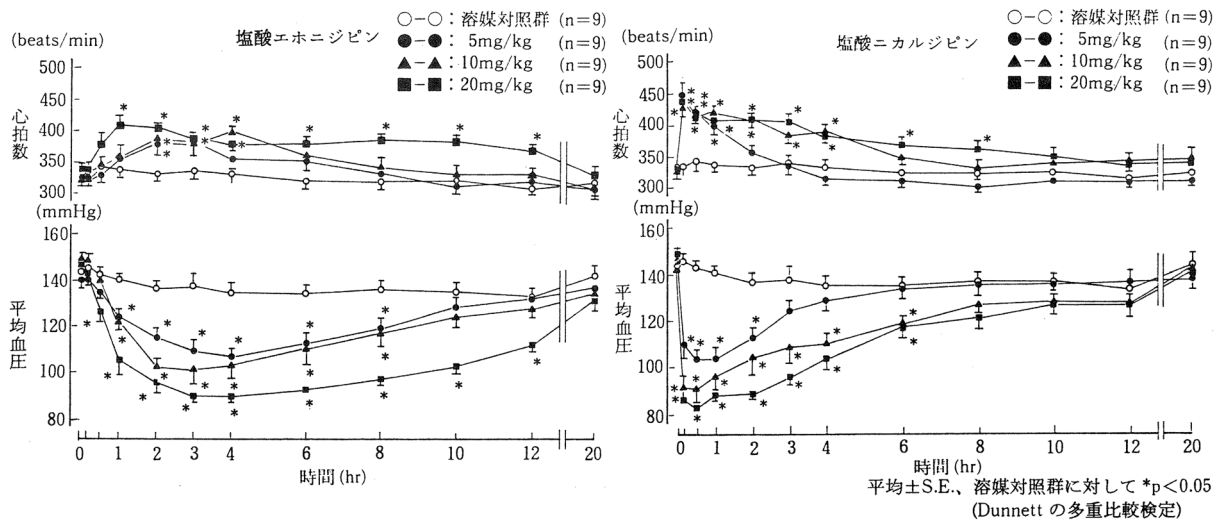 (beats/min)
塩酸エホニジピン
○−○：溶媒対照群 (n=9)
●−●： 5mg/kg (n=9)
▲−▲：10mg/kg (n=9)
■−■：20mg/kg (n=9)
500
450
400
350
300
心拍数
(mmHg)
160
140
120
100
80
平均血圧
0 1 2 3 4 6 8 10 12 20
時間 (hr)
(beats/min)
塩酸ニカルジピン
○−○：溶媒対照群 (n=9)
●−●： 5mg/kg (n=9)
▲−▲：10mg/kg (n=9)
■−■：20mg/kg (n=9)
500
450
400
350
300
心拍数
(mmHg)
160
140
120
100
80
平均血圧
0 1 2 3 4 6 8 10 12 20
時間 (hr)
平均±S.E.、溶媒対照群に対して *p＜0.05
(Dunnett の多重比較検定)